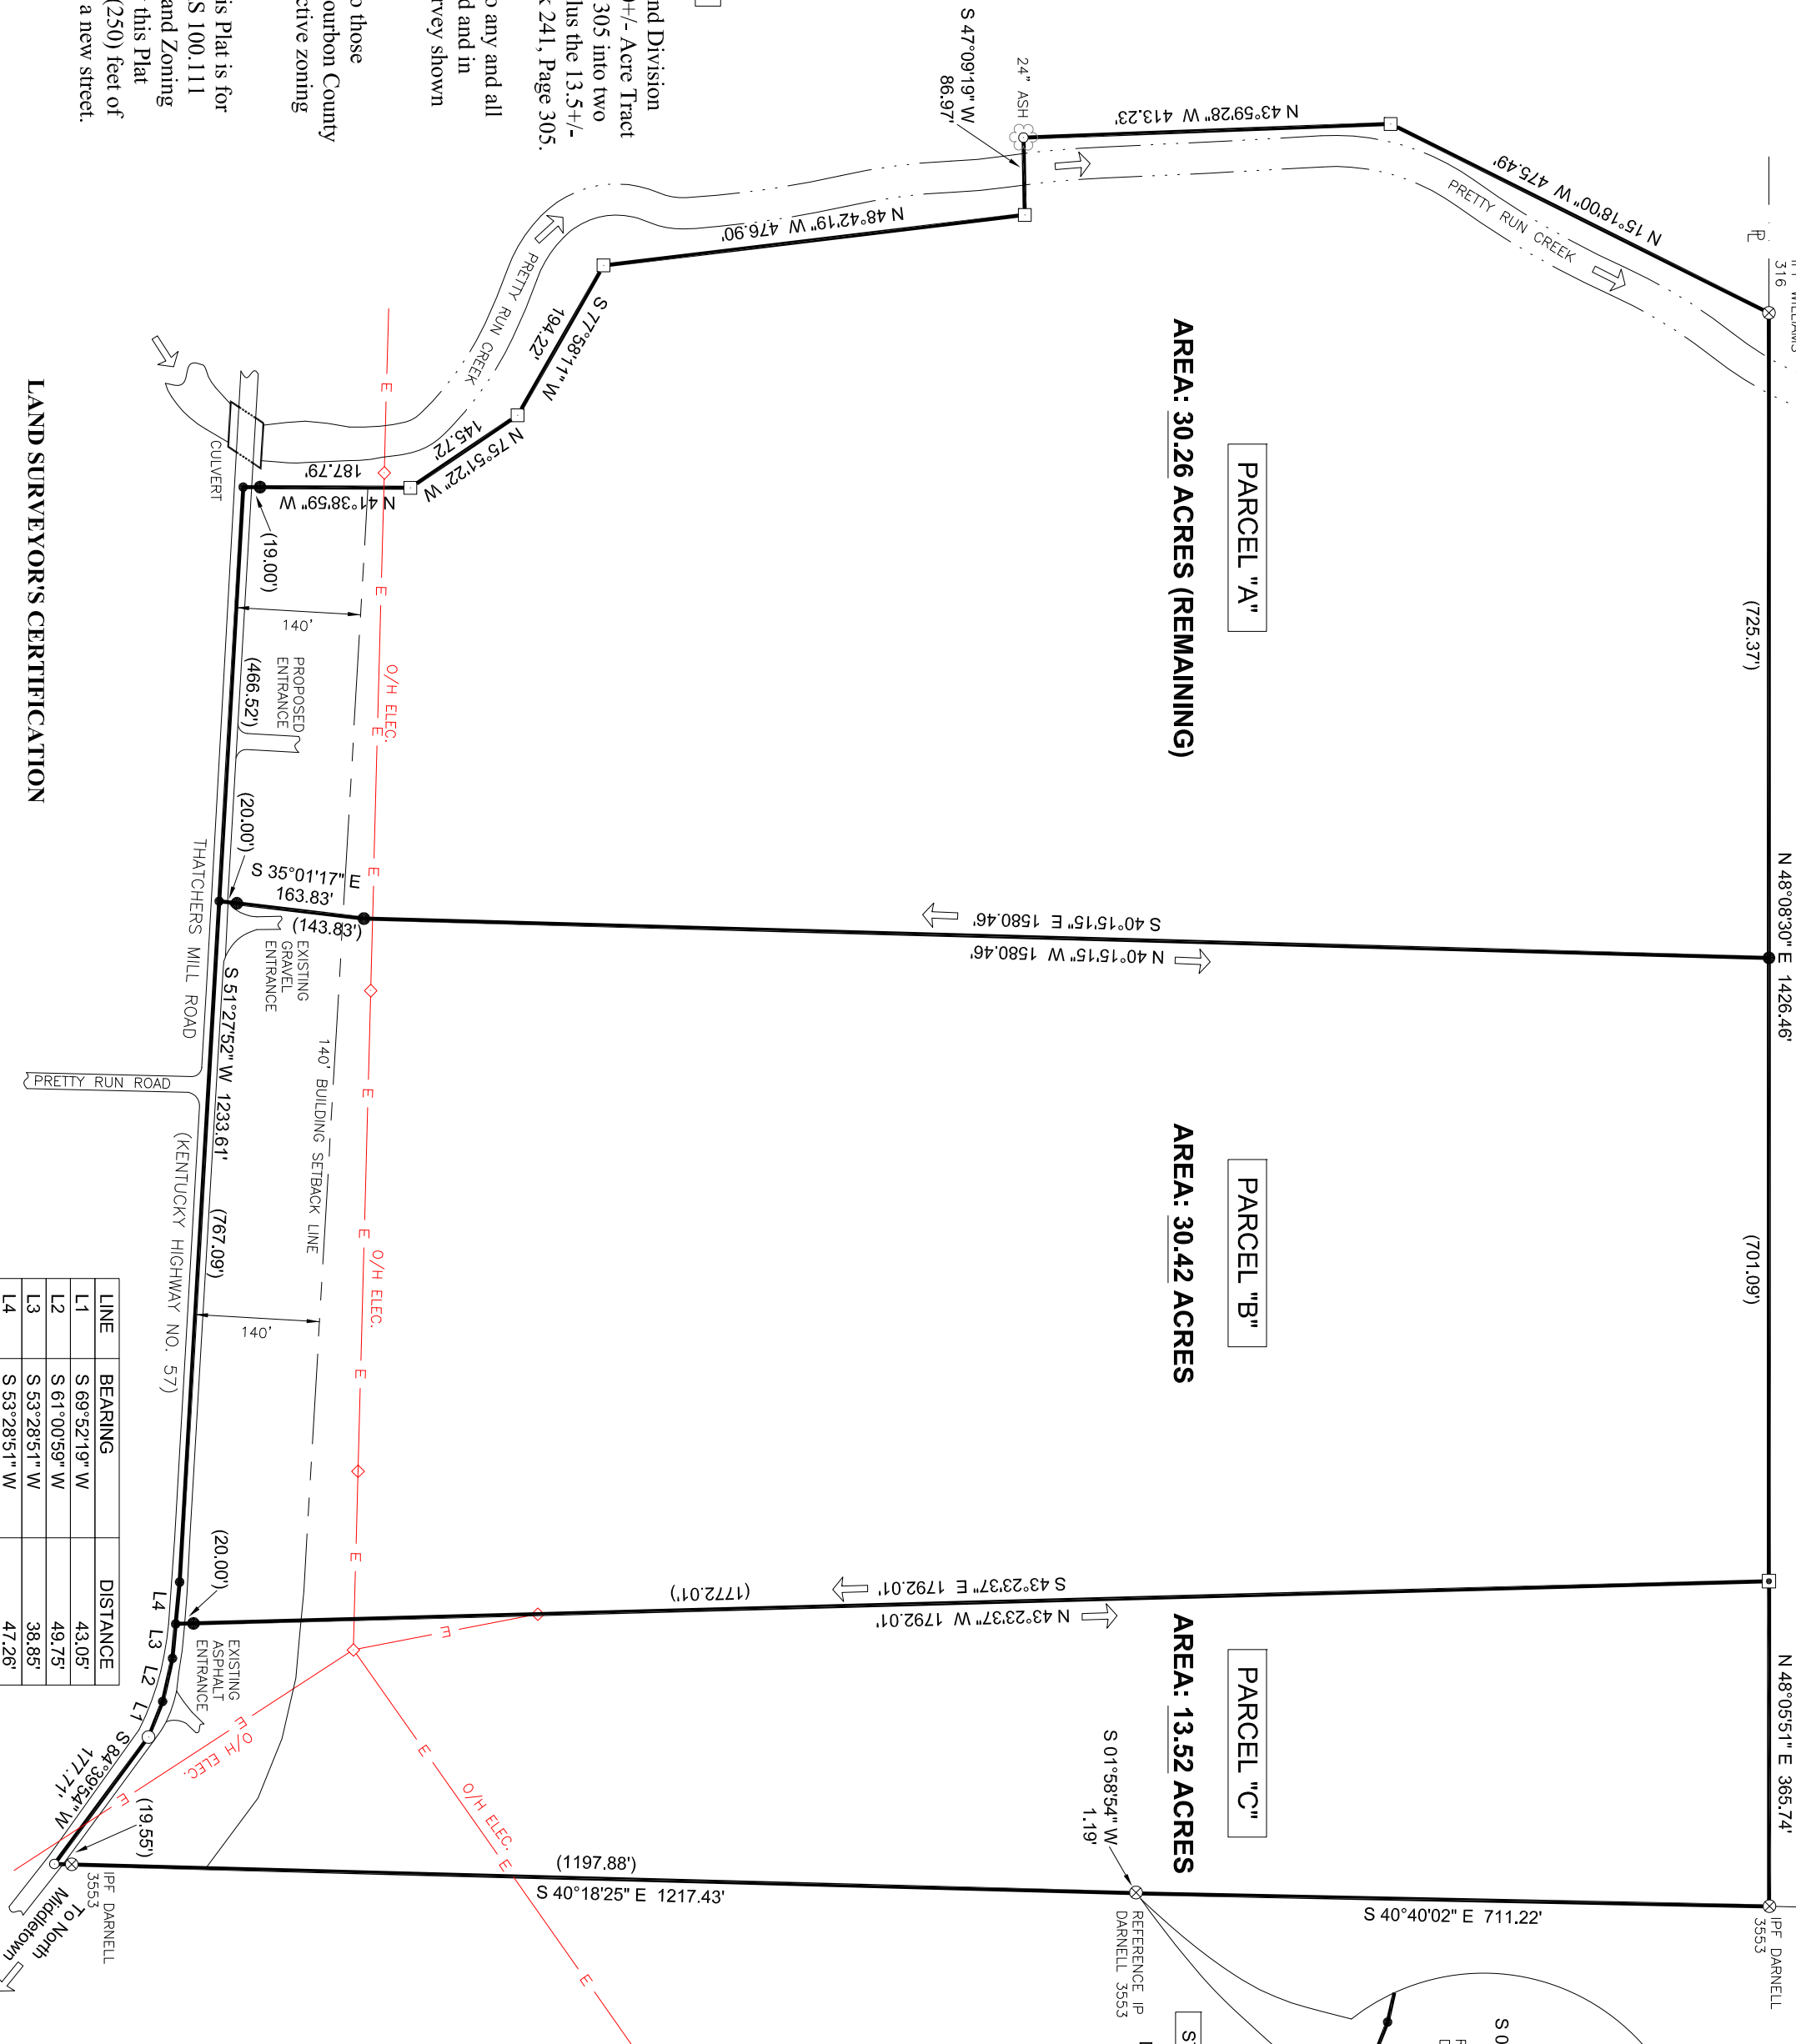 nd Division
0+/- Acre Tract
305 into two
lus the 13.5+/-
k 241, Page 305.
o any and all
d and in
rvey shown
o those
ourbon County
ctive zoning
is Plat is for
S 100.111
and Zoning
this Plat
(250) feet of
a new street.
LAND SURVEYOR'S CERTIFICATION
WILLIAMS
316
PL
N 15°18'00" W 475.49'
PRETTY RUN CREEK
N 43°59'28" W 413.23'
24" ASH
S 47°09'19" W
86.97'
N 48°42'19" W 476.90'
S 77°58'11" W
194.22'
N 75°51'22" W
145.72'
PRETTY RUN CREEK
N 41°38'59" W
187.79'
(19.00')
CULVERT
PARCEL "A"
AREA: 30.26 ACRES (REMAINING)
(725.37')
N 48°08'30" E 1426.46'
(701.09')
N 48°05'51" E 365.74'
S 40°15'15" E 1580.46'
N 40°15'15" W 1580.46'
PARCEL "B"
AREA: 30.42 ACRES
S 43°23'37" E 1792.01'
(1772.01')
N 43°23'37" W 1792.01'
PARCEL "C"
AREA: 13.52 ACRES
S 01°58'54" W
1.19'
IPF DARNELL
3553
S 40°40'02" E 711.22'
REFERENCE IP
DARNELL 3553
(1197.88')
S 40°18'25" E 1217.43'
E
E
E
O/H ELEC.
E
E
E
E
E
O/H ELEC.
E
E
E
E
E
O/H ELEC.
E
E
O/H ELEC.
E
E
E
140'
PROPOSED
ENTRANCE
(466.52')
(20.00')
S 35°01'17" E
163.83'
(143.83')
EXISTING
GRAVEL
ENTRANCE
140' BUILDING SETBACK LINE
140'
S 51°27'52" W 1233.61'
(767.09')
THATCHERS MILL ROAD
(KENTUCKY HIGHWAY NO. 57)
PRETTY RUN ROAD
(20.00')
EXISTING
ASPHALT
ENTRANCE
L4
L3
L2
L1
S 84°39'54" W
177.71'
(19.55')
IPF DARNELL
3553
To North
Middletown
LINE BEARING DISTANCE
L1 S 69°52'19" W 43.05'
L2 S 61°00'59" W 49.75'
L3 S 53°28'51" W 38.85'
L4 S 53°28'51" W 47.26'
S 0